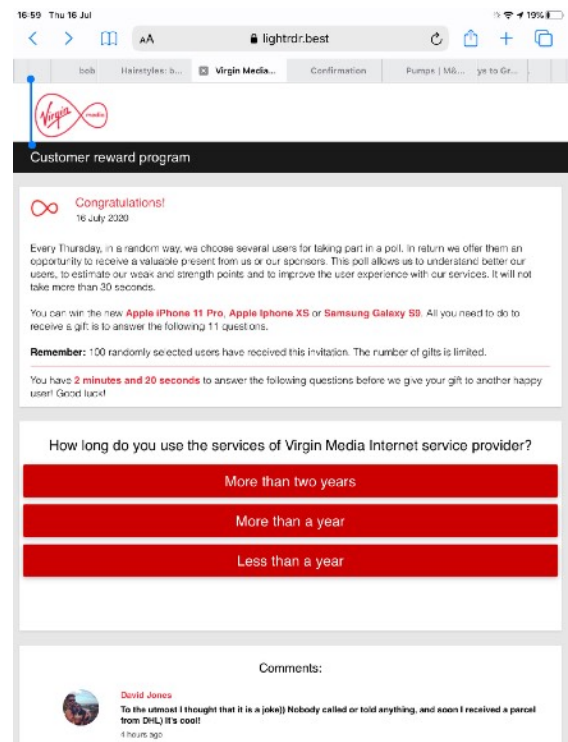 16:59 Thu 16 Jul
19%
AA
lightrdr.best
bob
Hairstyles: b...
Virgin Media...
Confirmation
Pumps | M&...
ys to Gr...
Virgin media
Customer reward program
Congratulations!
16 July 2020
Every Thursday, in a random way, we choose several users for taking part in a poll. In return we offer them an
opportunity to receive a valuable present from us or our sponsors. This poll allows us to understand better our
users, to estimate our weak and strength points and to improve the user experience with our services. It will not
take more than 30 seconds.
You can win the new Apple iPhone 11 Pro, Apple Iphone XS or Samsung Galaxy S9. All you need to do to
receive a gift is to answer the following 11 questions.
Remember: 100 randomly selected users have received this invitation. The number of gifts is limited.
You have 2 minutes and 20 seconds to answer the following questions before we give your gift to another happy
user! Good luck!
How long do you use the services of Virgin Media Internet service provider?
More than two years
More than a year
Less than a year
Comments:
David Jones
To the utmost I thought that it is a joke)) Nobody called or told anything, and soon I received a parcel
from DHL) It's cool!
4 hours ago